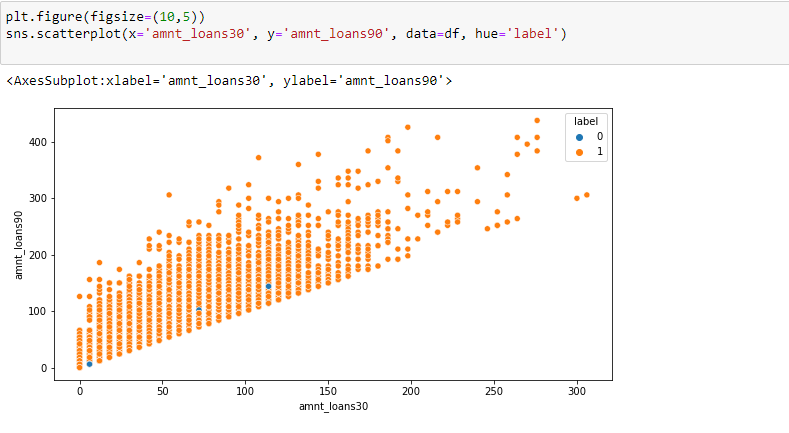 plt.figure(figsize=(10,5))
sns.scatterplot(x='amnt_loans30', y='amnt_loans90', data=df, hue='label')
<AxesSubplot:xlabel='amnt_loans30', ylabel='amnt_loans90'>
label
0
1
400
300
200
100
0
amnt_loans90
0 50 100 150 200 250 300
amnt_loans30